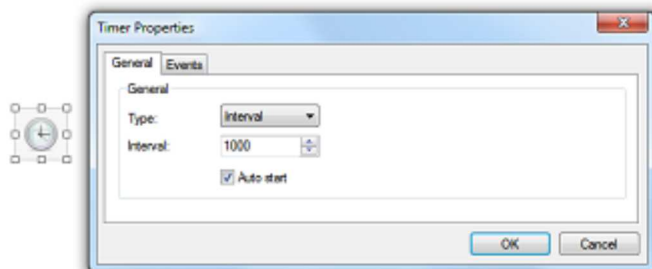 Timer Properties
General Events
General
Type: Interval
Interval: 1000
Auto start
OK Cancel